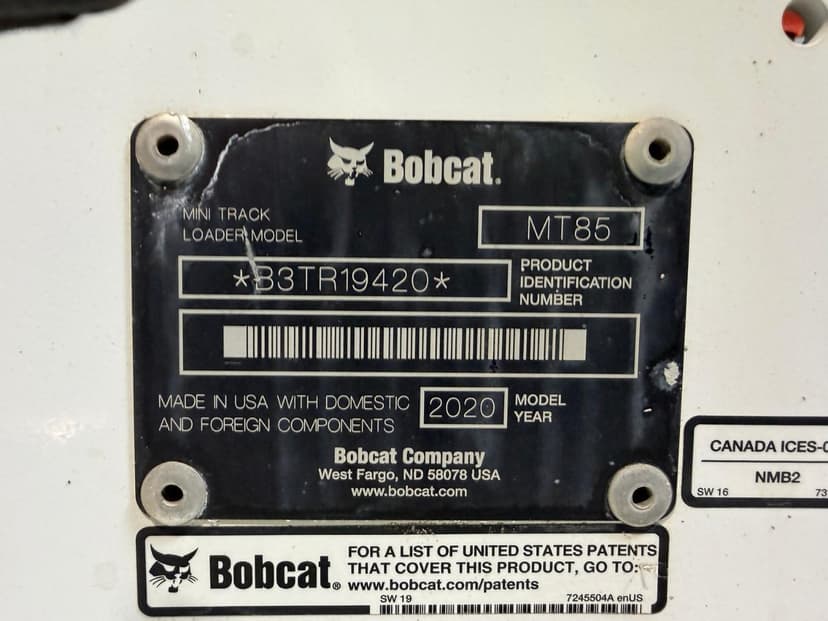 Bobcat.
MINI TRACK
LOADER MODEL
MT85
*B3TR19420*
PRODUCT
IDENTIFICATION
NUMBER
MADE IN USA WITH DOMESTIC
AND FOREIGN COMPONENTS
2020
MODEL
YEAR
Bobcat Company
West Fargo, ND 58078 USA
www.bobcat.com
CANADA ICES-0
NMB2
SW 16
73
Bobcat®
FOR A LIST OF UNITED STATES PATENTS
THAT COVER THIS PRODUCT, GO TO:
www.bobcat.com/patents
SW 19
7245504A enUS